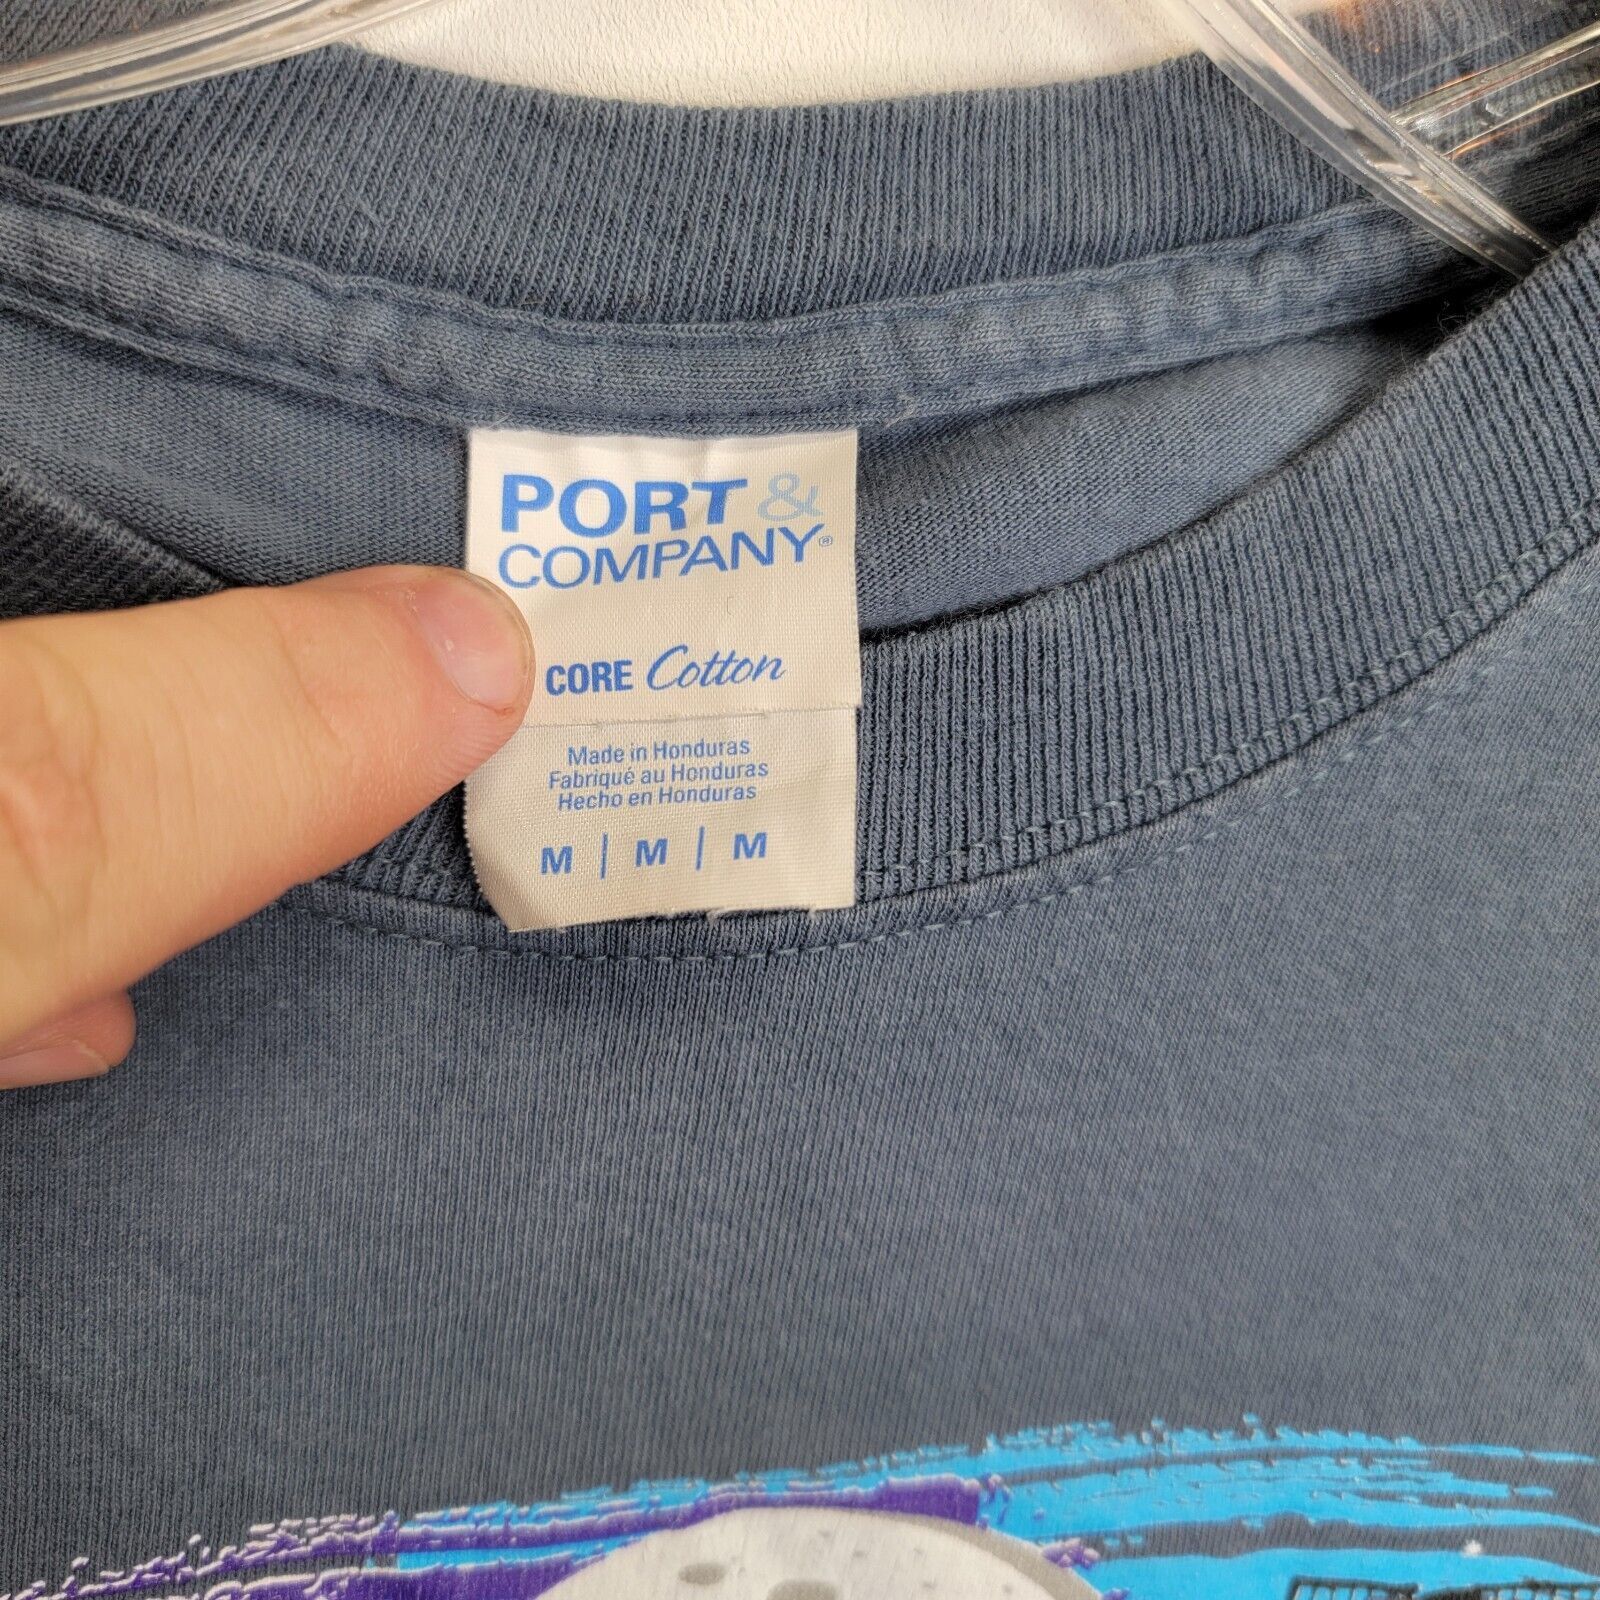 PORT &
COMPANY®
CORE Cotton
Made in Honduras
Fabriqué au Honduras
Hecho en Honduras
M | M | M